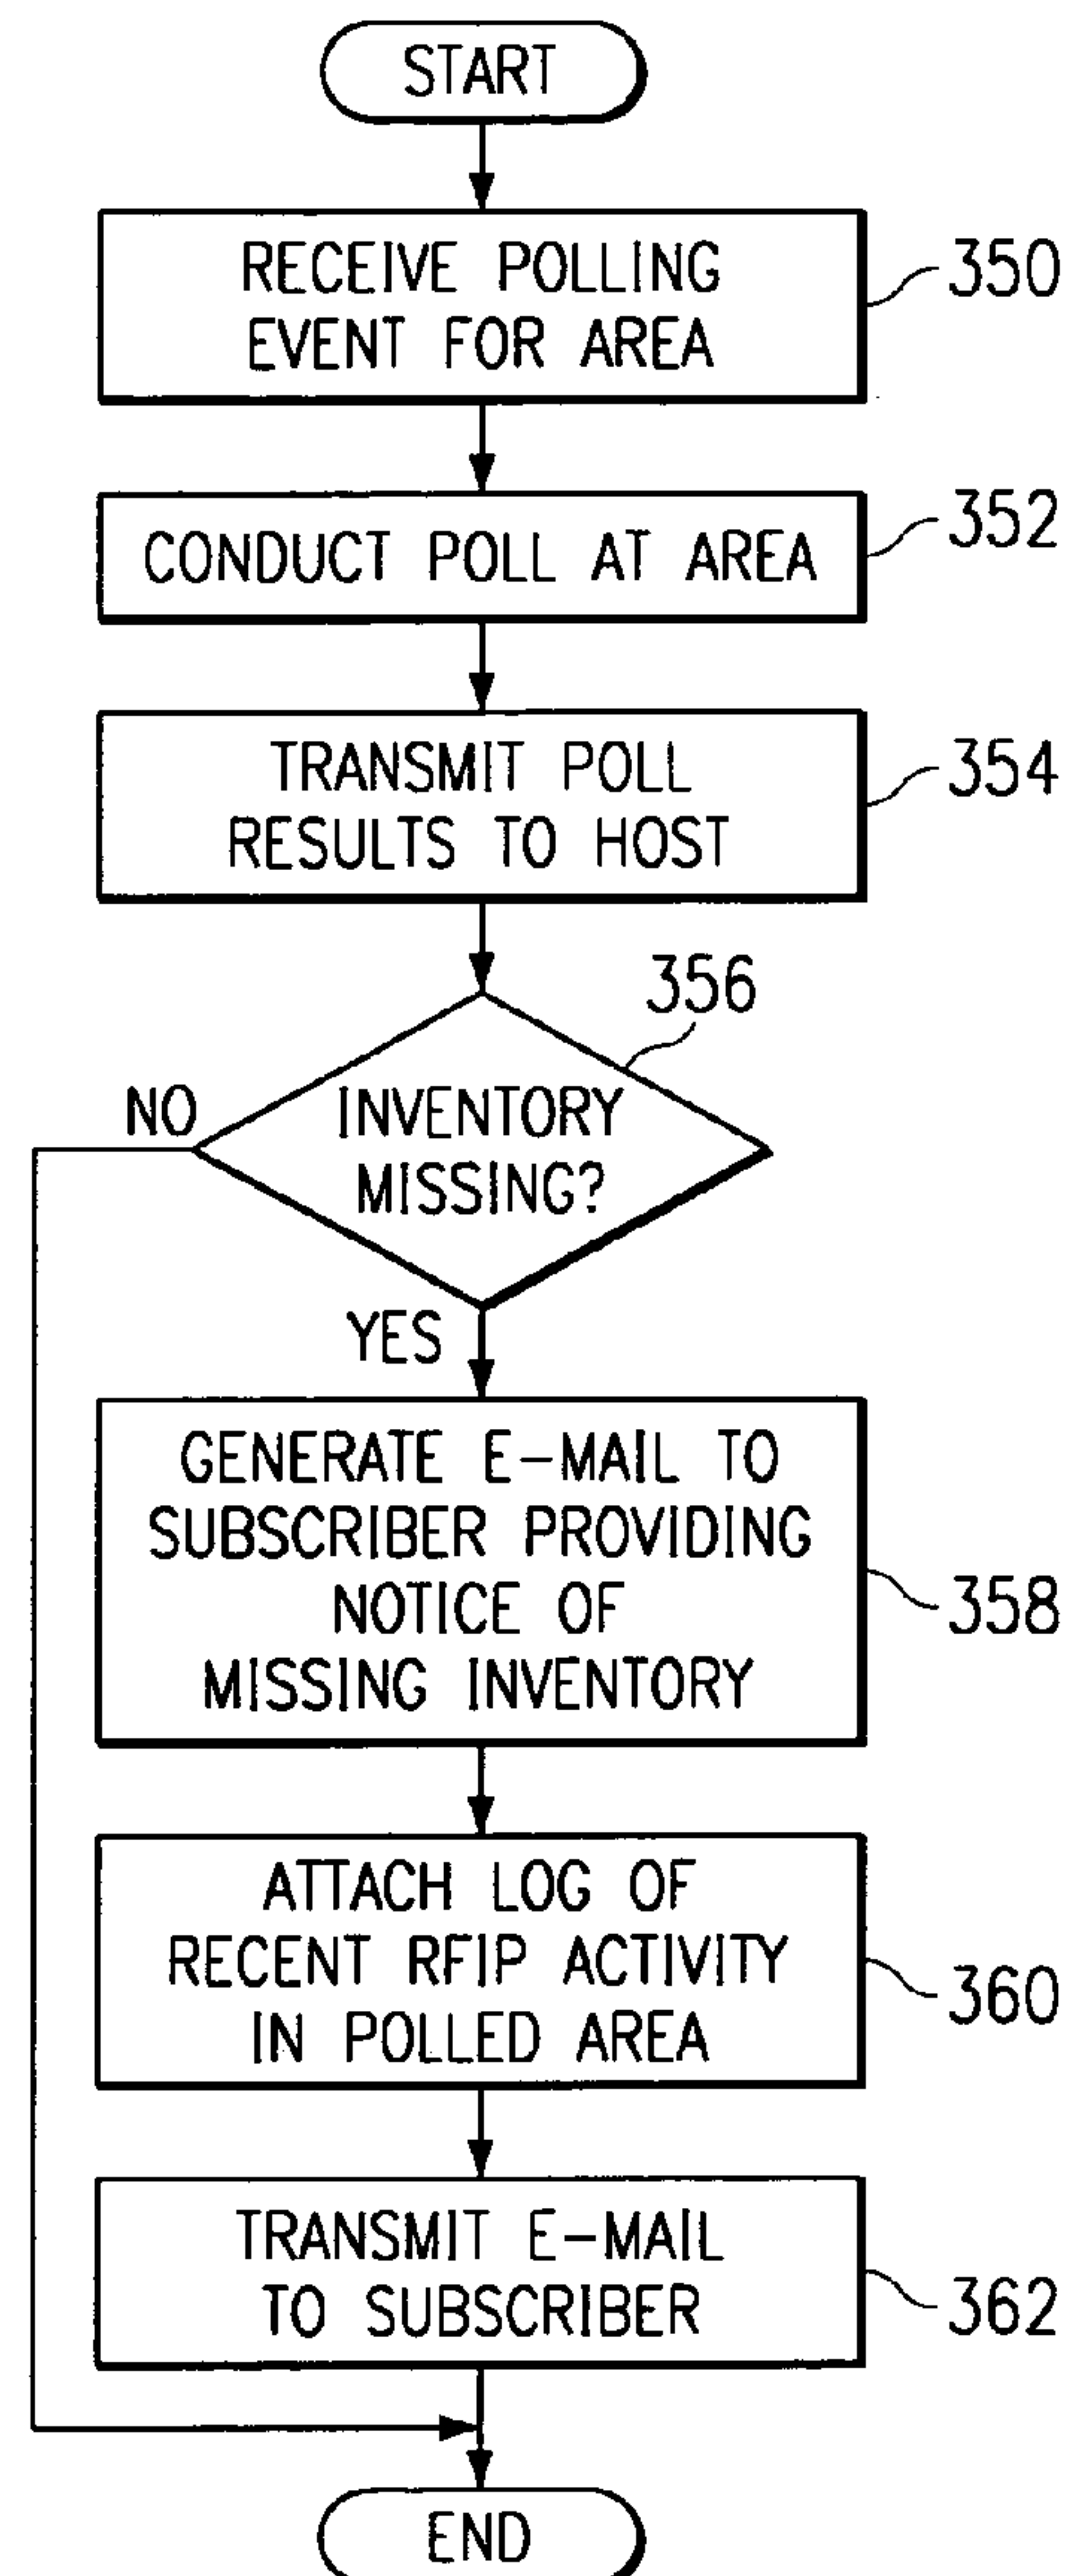 START
RECEIVE POLLING
EVENT FOR AREA
350
CONDUCT POLL AT AREA
352
TRANSMIT POLL
RESULTS TO HOST
354
356
INVENTORY
MISSING?
NO
YES
GENERATE E-MAIL TO
SUBSCRIBER PROVIDING
NOTICE OF
MISSING INVENTORY
358
ATTACH LOG OF
RECENT RFIP ACTIVITY
IN POLLED AREA
360
TRANSMIT E-MAIL
TO SUBSCRIBER
362
END